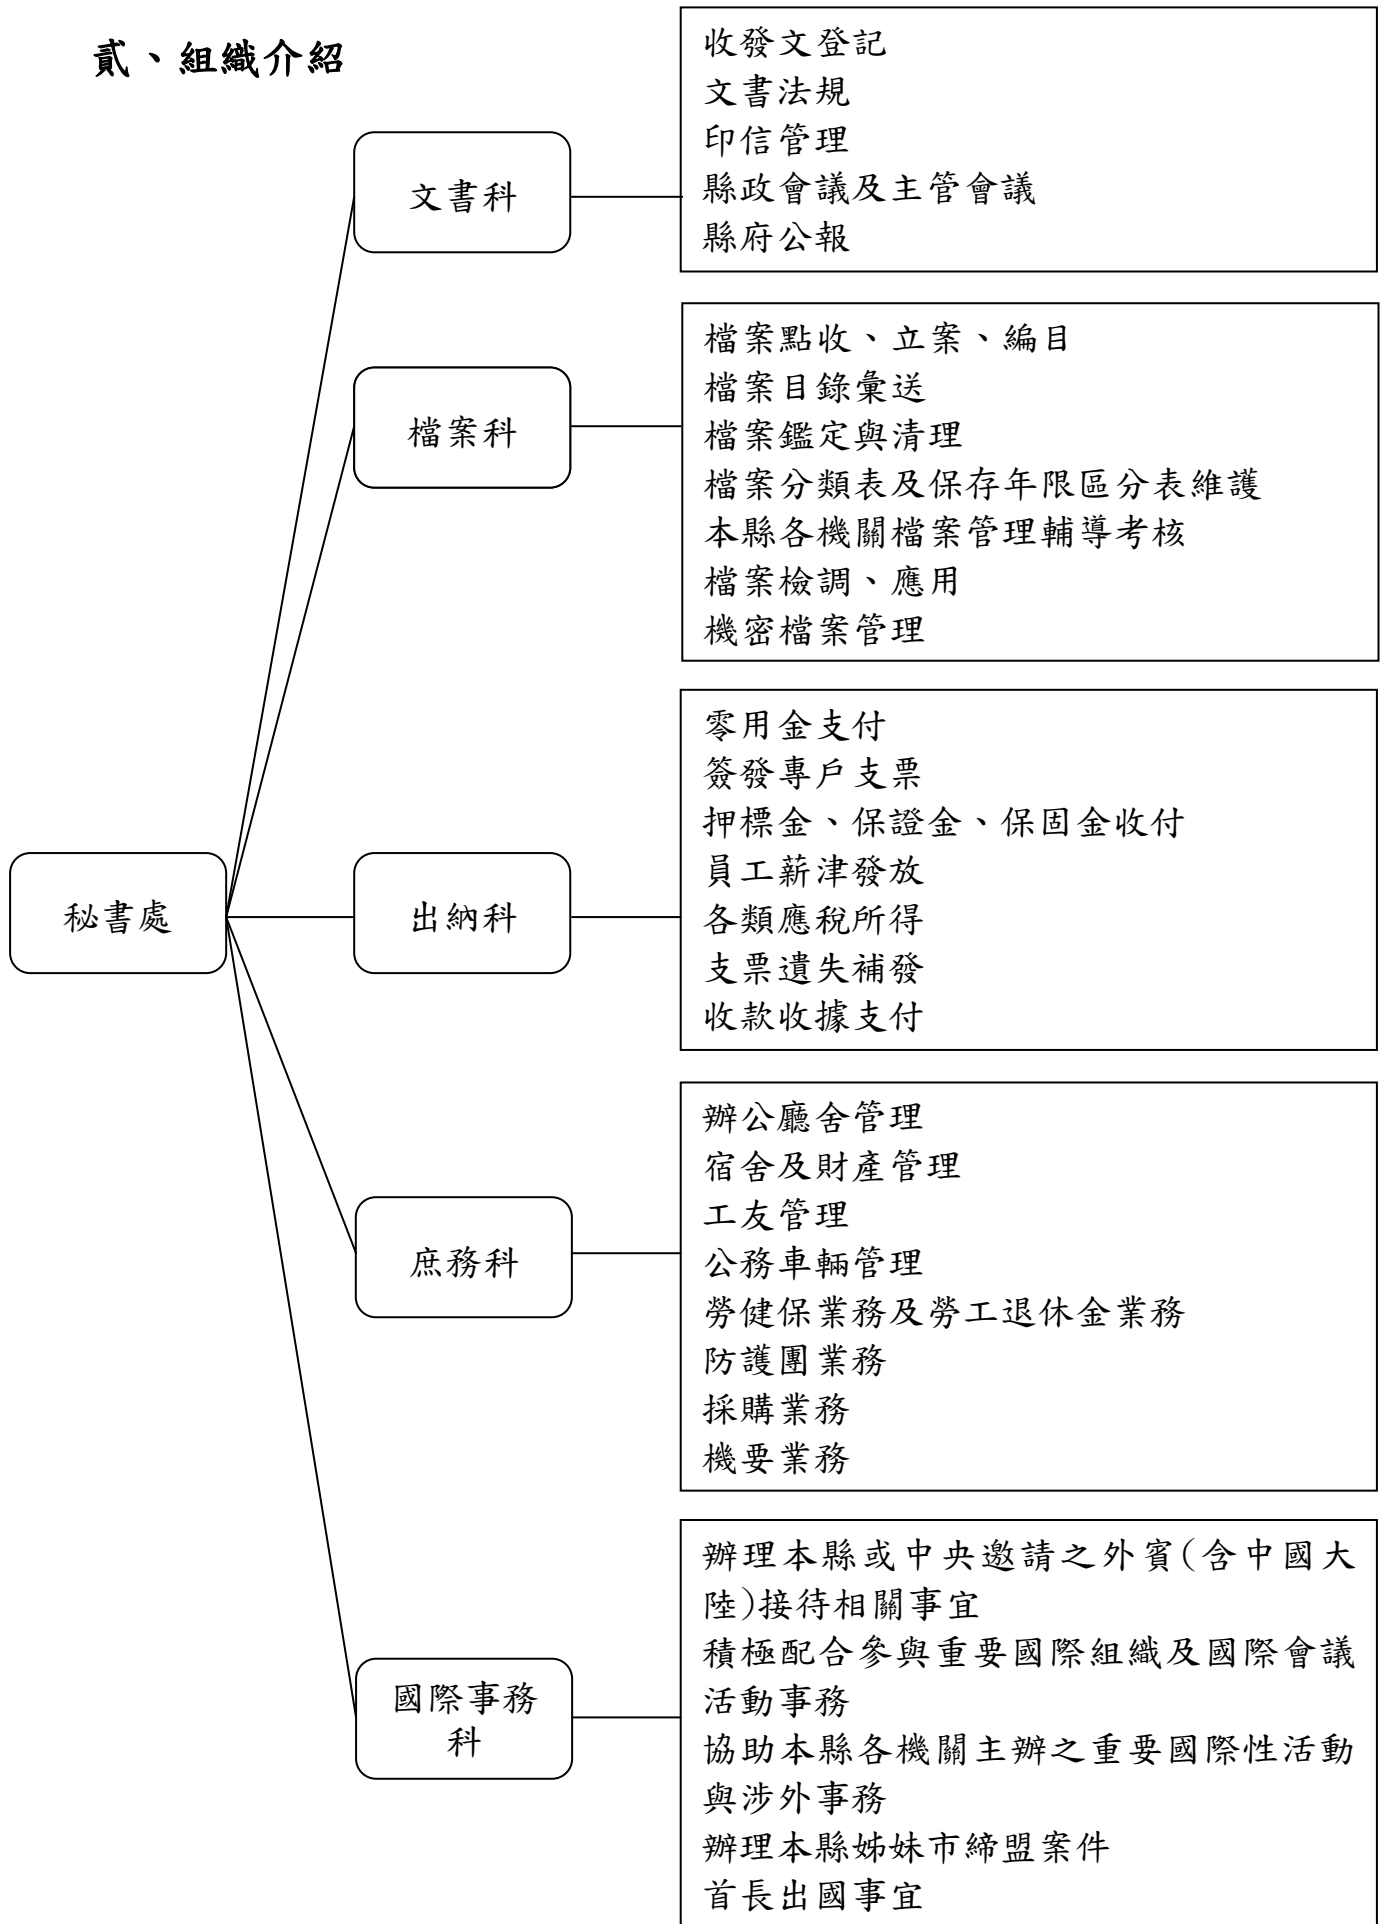 貳、組織介紹
秘書處
文書科
收發文登記
文書法規
印信管理
縣政會議及主管會議
縣府公報
檔案科
檔案點收、立案、編目
檔案目錄彙送
檔案鑑定與清理
檔案分類表及保存年限區分表維護
本縣各機關檔案管理輔導考核
檔案檢調、應用
機密檔案管理
出納科
零用金支付
簽發專戶支票
押標金、保證金、保固金收付
員工薪津發放
各類應稅所得
支票遺失補發
收款收據支付
庶務科
辦公廳舍管理
宿舍及財產管理
工友管理
公務車輛管理
勞健保業務及勞工退休金業務
防護團業務
採購業務
機要業務
國際事務
科
辦理本縣或中央邀請之外賓(含中國大
陸)接待相關事宜
積極配合參與重要國際組織及國際會議
活動事務
協助本縣各機關主辦之重要國際性活動
與涉外事務
辦理本縣姊妹市締盟案件
首長出國事宜